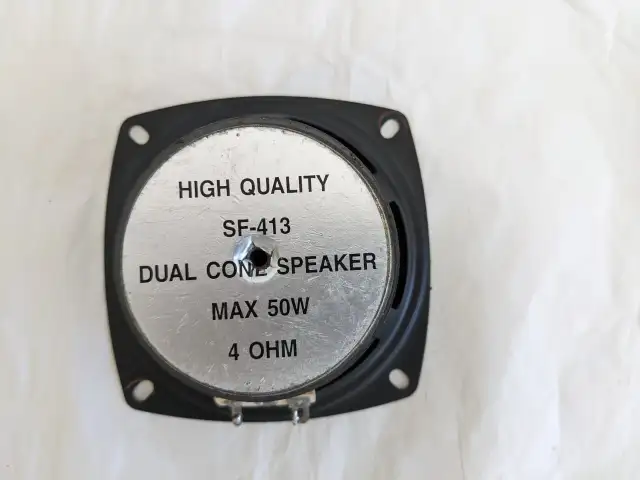 HIGH QUALITY
SF-413
DUAL CONE SPEAKER
MAX 50W
4 OHM